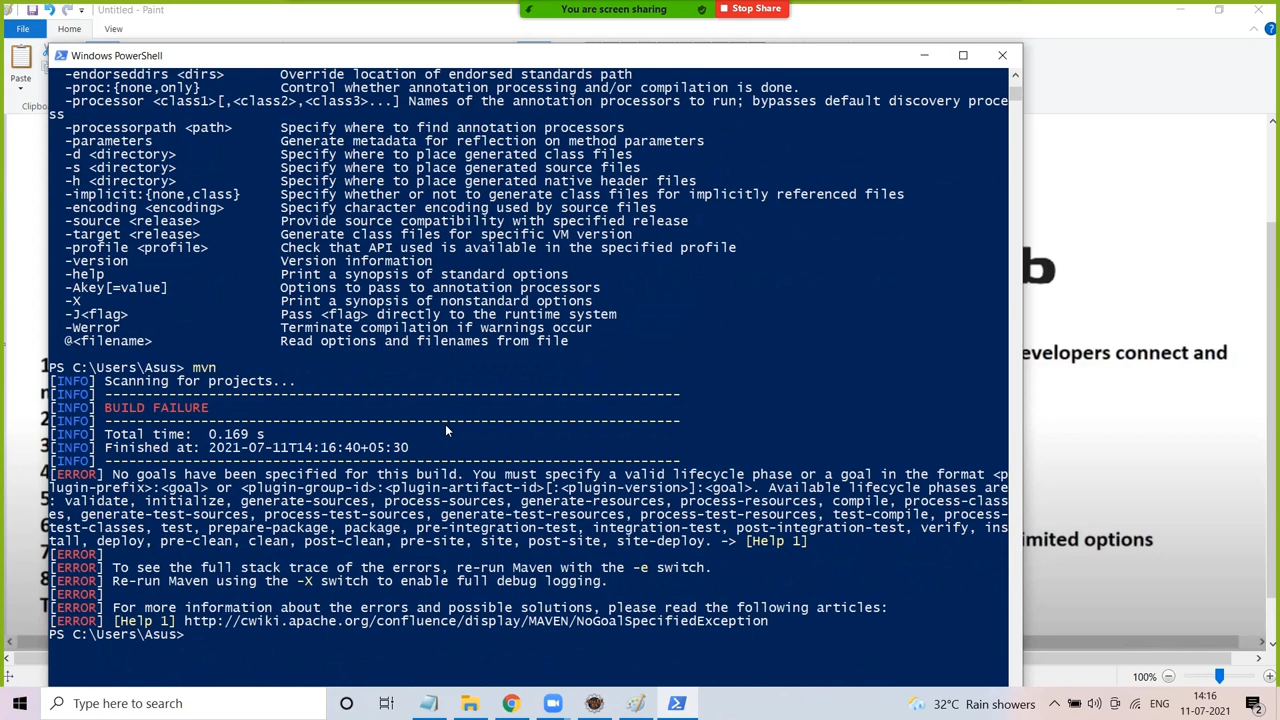 Untitled - Paint
You are screen sharing
Stop Share
File
Home
View
Paste
Clipb
Windows PowerShell
-endorseddirs <dirs> Override location of endorsed standards path
-proc:{none,only} Control whether annotation processing and/or compilation is done.
-processor <class1>[,<class2>,<class3>...] Names of the annotation processors to run; bypasses default discovery proce
ss
-processorpath <path> Specify where to find annotation processors
-parameters Generate metadata for reflection on method parameters
-d <directory> Specify where to place generated class files
-s <directory> Specify where to place generated source files
-h <directory> Specify where to place generated native header files
-implicit:{none,class} Specify whether or not to generate class files for implicitly referenced files
-encoding <encoding> Specify character encoding used by source files
-source <release> Provide source compatibility with specified release
-target <release> Generate class files for specific VM version
-profile <profile> Check that API used is available in the specified profile
-version Version information
-help Print a synopsis of standard options
-Akey[=value] Options to pass to annotation processors
-X Print a synopsis of nonstandard options
-J<flag> Pass <flag> directly to the runtime system
-Werror Terminate compilation if warnings occur
@<filename> Read options and filenames from file
PS C:\Users\Asus> mvn
[INFO] Scanning for projects...
[INFO] ------------------------------------------------------------------------
[INFO] BUILD FAILURE
[INFO] ------------------------------------------------------------------------
[INFO] Total time:  0.169 s
[INFO] Finished at: 2021-07-11T14:16:40+05:30
[INFO] ------------------------------------------------------------------------
[ERROR] No goals have been specified for this build. You must specify a valid lifecycle phase or a goal in the format <p
lugin-prefix>:<goal> or <plugin-group-id>:<plugin-artifact-id>[:<plugin-version>]:<goal>. Available lifecycle phases are
: validate, initialize, generate-sources, process-sources, generate-resources, process-resources, compile, process-class
es, generate-test-sources, process-test-sources, generate-test-resources, process-test-resources, test-compile, process-
test-classes, test, prepare-package, package, pre-integration-test, integration-test, post-integration-test, verify, ins
tall, deploy, pre-clean, clean, post-clean, pre-site, site, post-site, site-deploy. -> [Help 1]
[ERROR]
[ERROR] To see the full stack trace of the errors, re-run Maven with the -e switch.
[ERROR] Re-run Maven using the -X switch to enable full debug logging.
[ERROR]
[ERROR] For more information about the errors and possible solutions, please read the following articles:
[ERROR] [Help 1] http://cwiki.apache.org/confluence/display/MAVEN/NoGoalSpecifiedException
PS C:\Users\Asus>
b
evelopers connect and
imited options
1
2
3
4
5
6
7
8
T
100%
Type here to search
32°C Rain showers
ENG
14:16
11-07-2021
2